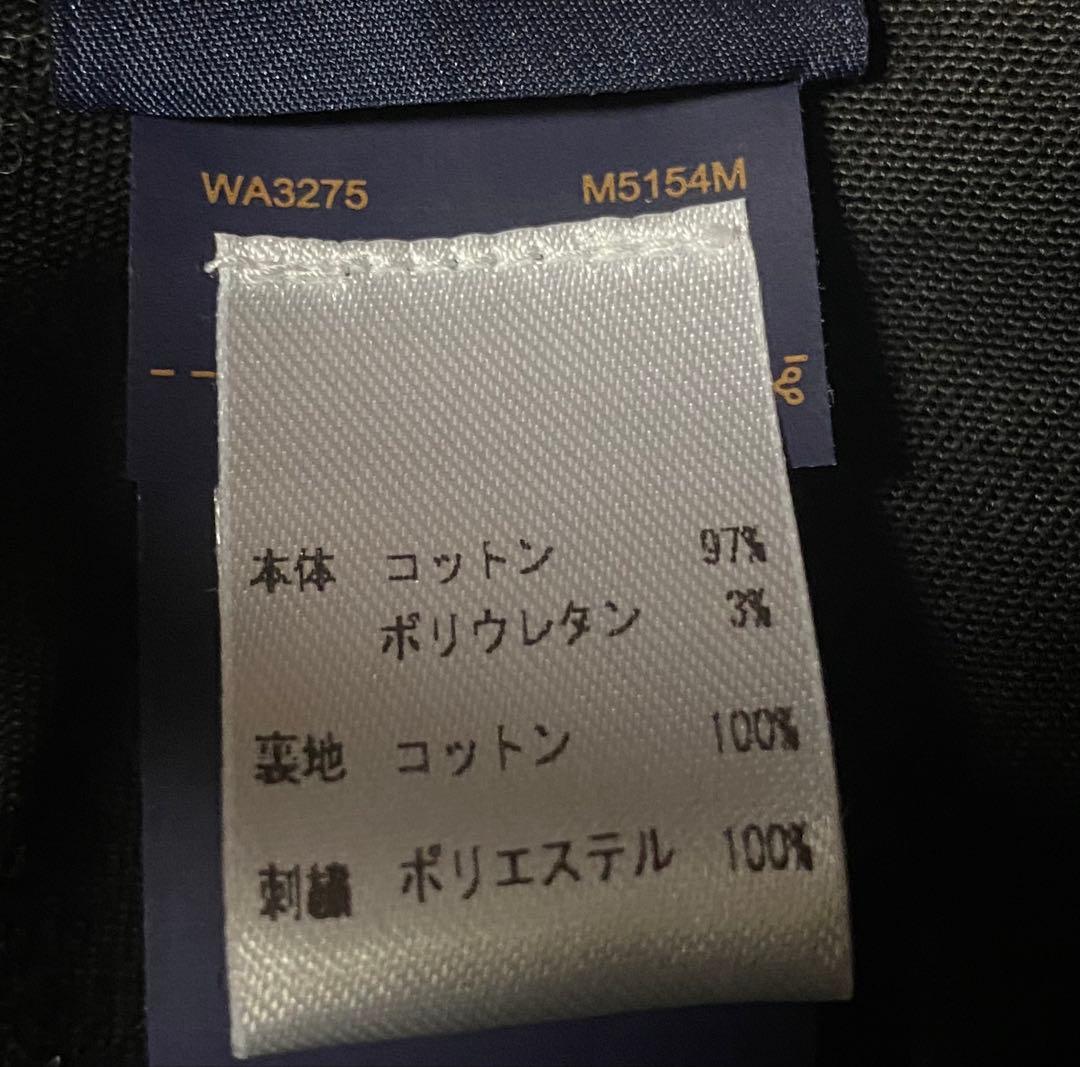 WA3275 M5154M
本体 コットン 97%
ポリウレタン 3%
裏地 コットン 100%
刺繍 ポリエステル 100%